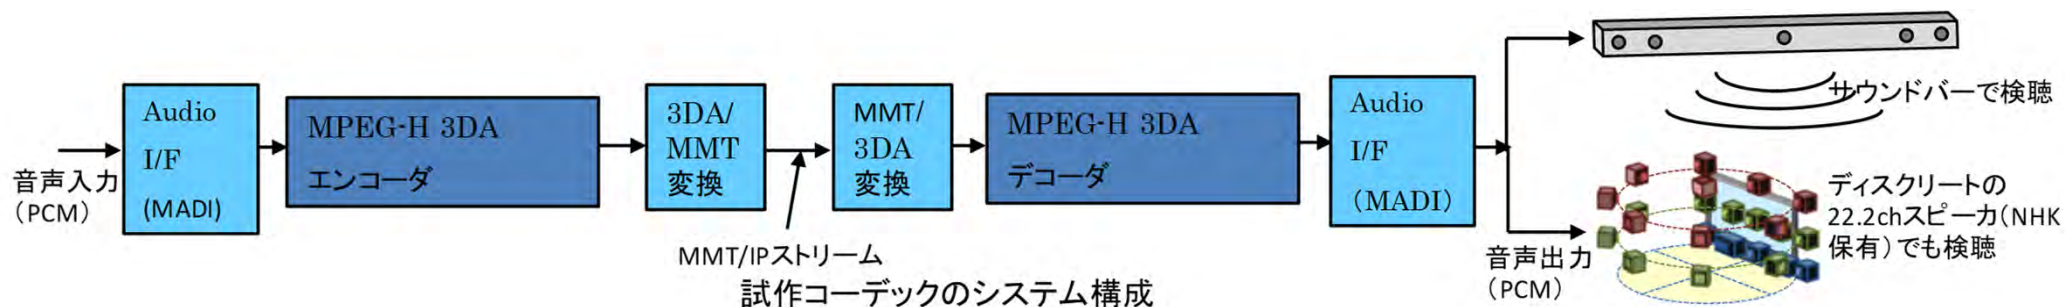 音声入力
（PCM）
Audio
I/F
(MADI)
MPEG-H 3DA
エンコーダ
3DA/
MMT
変換
MMT/IPストリーム
MMT/
3DA
変換
MPEG-H 3DA
デコーダ
Audio
I/F
（MADI）
サウンドバーで検聴
ディスクリートの
22.2chスピーカ（NHK
保有）でも検聴
音声出力
（PCM）
試作コーデックのシステム構成